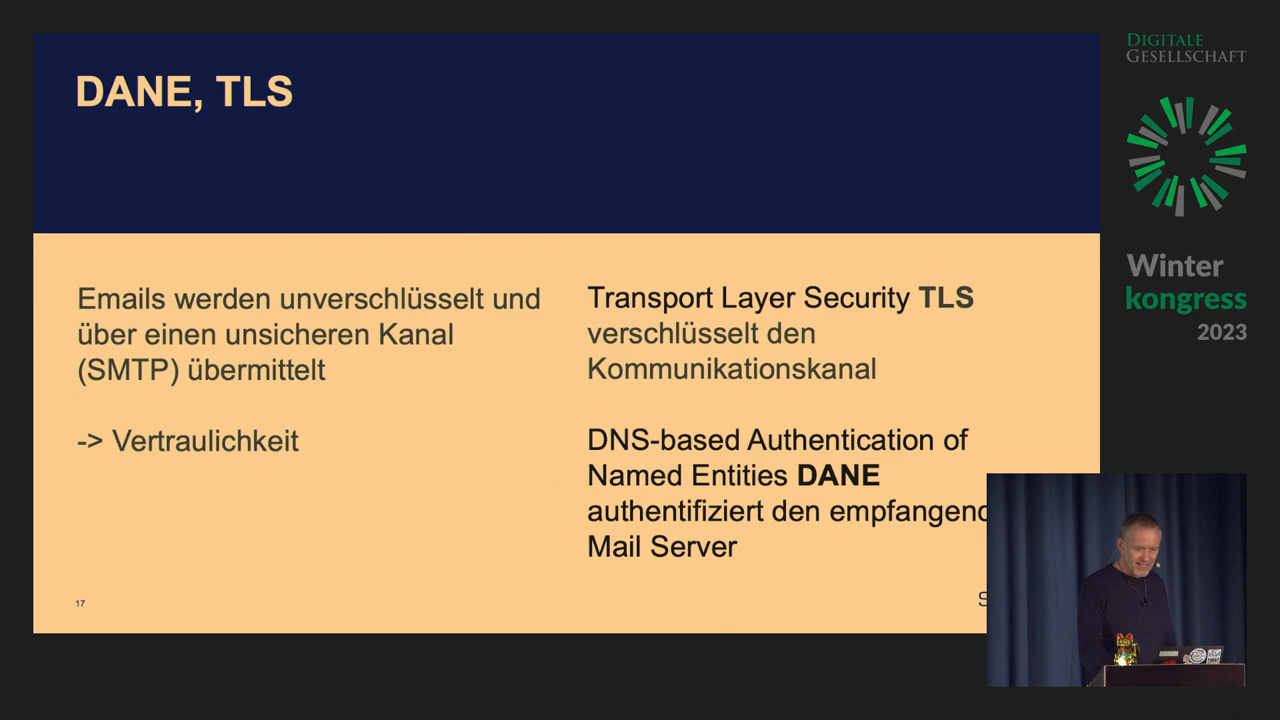 DANE, TLS
Emails werden unverschlüsselt und
über einen unsicheren Kanal
(SMTP) übermittelt
-> Vertraulichkeit
Transport Layer Security TLS
verschlüsselt den
Kommunikationskanal
DNS-based Authentication of
Named Entities DANE
authentifiziert den empfangend
Mail Server
17
S
DIGITALE
GESELLSCHAFT
Winter
kongress
2023